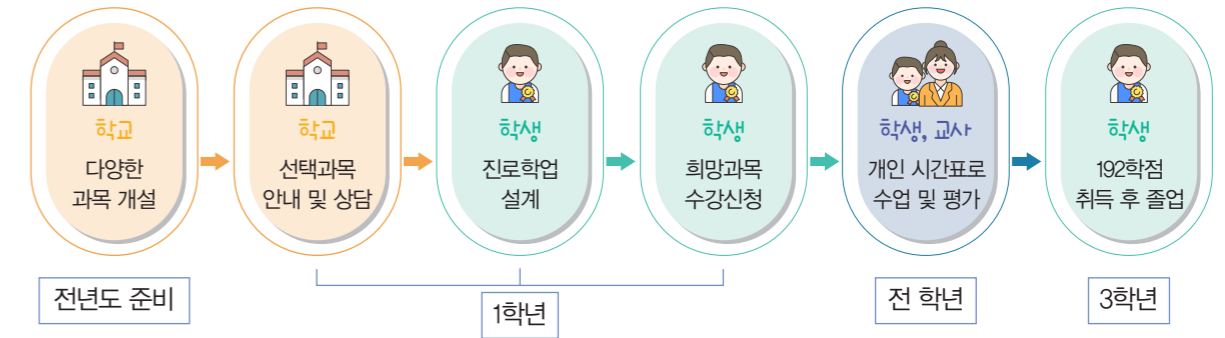 학교
다양한
과목 개설
학교
선택과목
안내 및 상담
학생
진로학업
설계
학생
희망과목
수강신청
학생, 교사
개인 시간표로
수업 및 평가
학생
192학점
취득 후 졸업
전년도 준비
1학년
전 학년
3학년